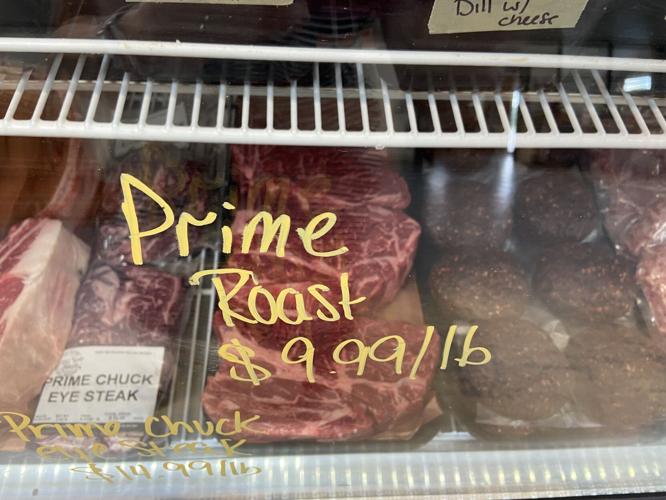 Dill w/
cheese
Prime
Roast
$9.99/lb
PRIME CHUCK
EYE STEAK
Prime Chuck
eye Steak
$14.99/lb